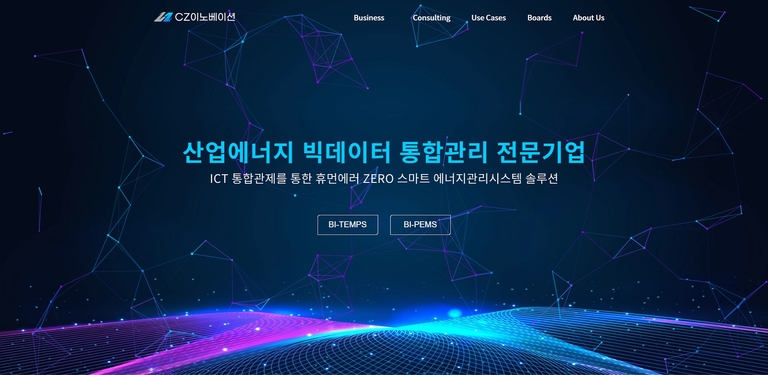 CZ이노베이션
Business Consulting Use Cases Boards About Us
산업에너지 빅데이터 통합관리 전문기업
ICT 통합관제를 통한 휴먼에러 ZERO 스마트 에너지관리시스템 솔루션
BI-TEMPS BI-PEMS